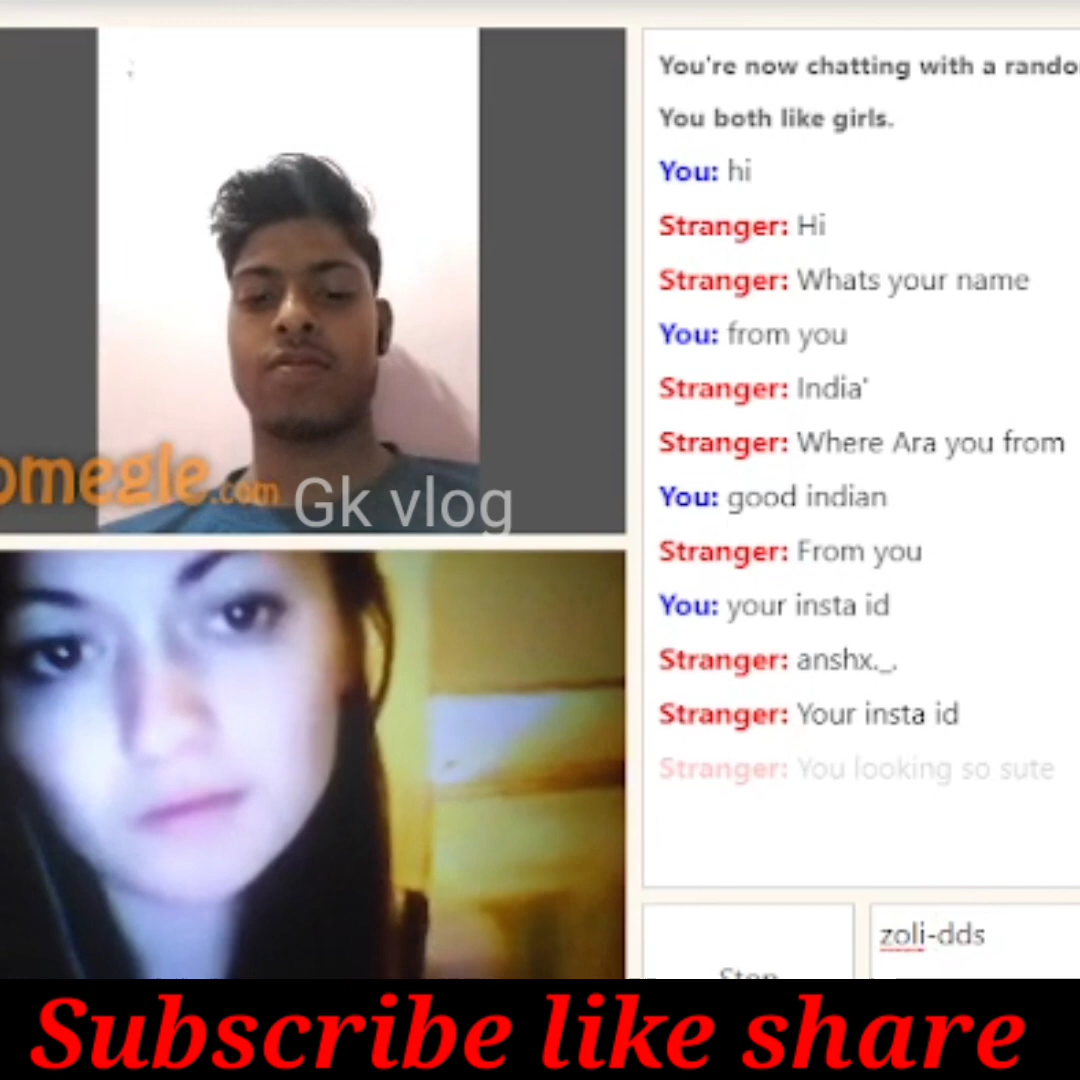 You're now chatting with a rando
You both like girls.
You: hi
Stranger: Hi
Stranger: Whats your name
You: from you
Stranger: India'
Stranger: Where Ara you from
You: good indian
Stranger: From you
You: your insta id
Stranger: anshx._.
Stranger: Your insta id
Stranger: You looking so sute
omegle.com
Gk vlog
Stop
zoli-dds
Subscribe like share